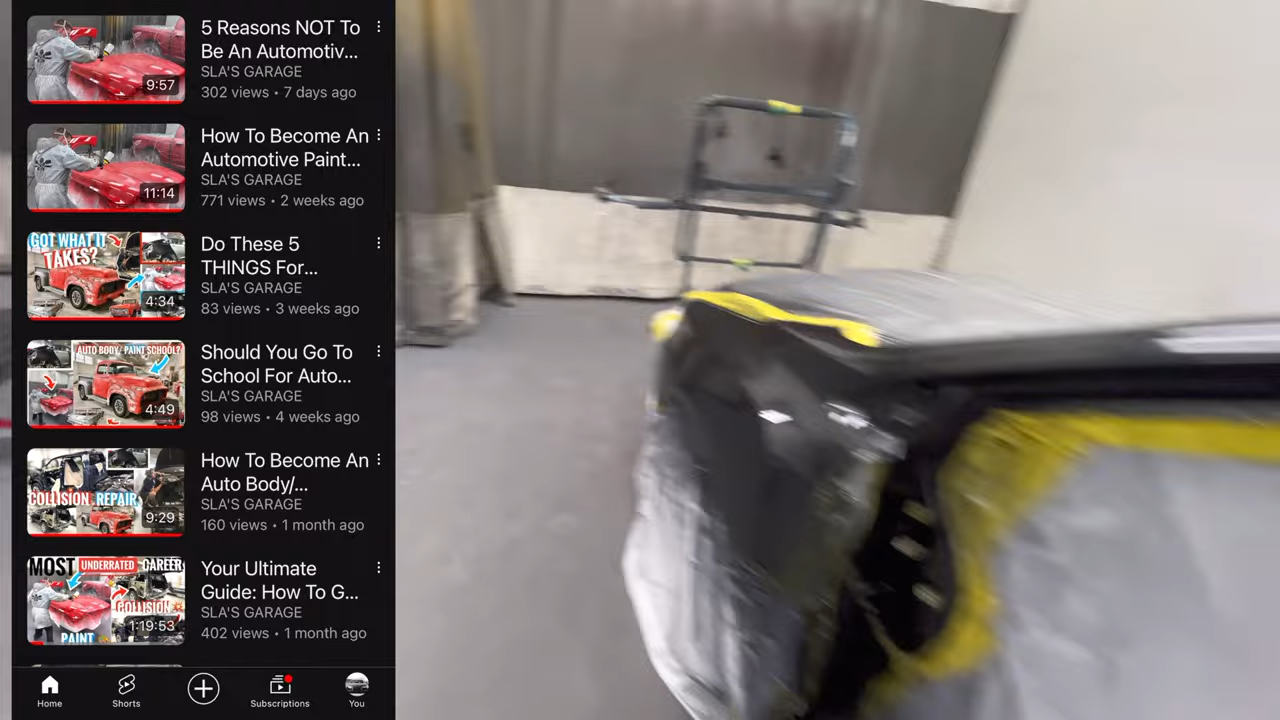 5 Reasons NOT To
Be An Automotiv...
SLA'S GARAGE
302 views • 7 days ago
9:57
How To Become An
Automotive Paint...
SLA'S GARAGE
771 views • 2 weeks ago
11:14
GOT WHAT IT
TAKES?
4:34
Do These 5
THINGS For...
SLA'S GARAGE
83 views • 3 weeks ago
AUTO BODY/ PAINT SCHOOL?
4:49
Should You Go To
School For Auto...
SLA'S GARAGE
98 views • 4 weeks ago
COLLISION REPAIR
9:29
How To Become An
Auto Body/...
SLA'S GARAGE
160 views • 1 month ago
MOST UNDERRATED CAREER
COLLISION
PAINT
1:19:53
Your Ultimate
Guide: How To G...
SLA'S GARAGE
402 views • 1 month ago
Home
Shorts
Subscriptions
You